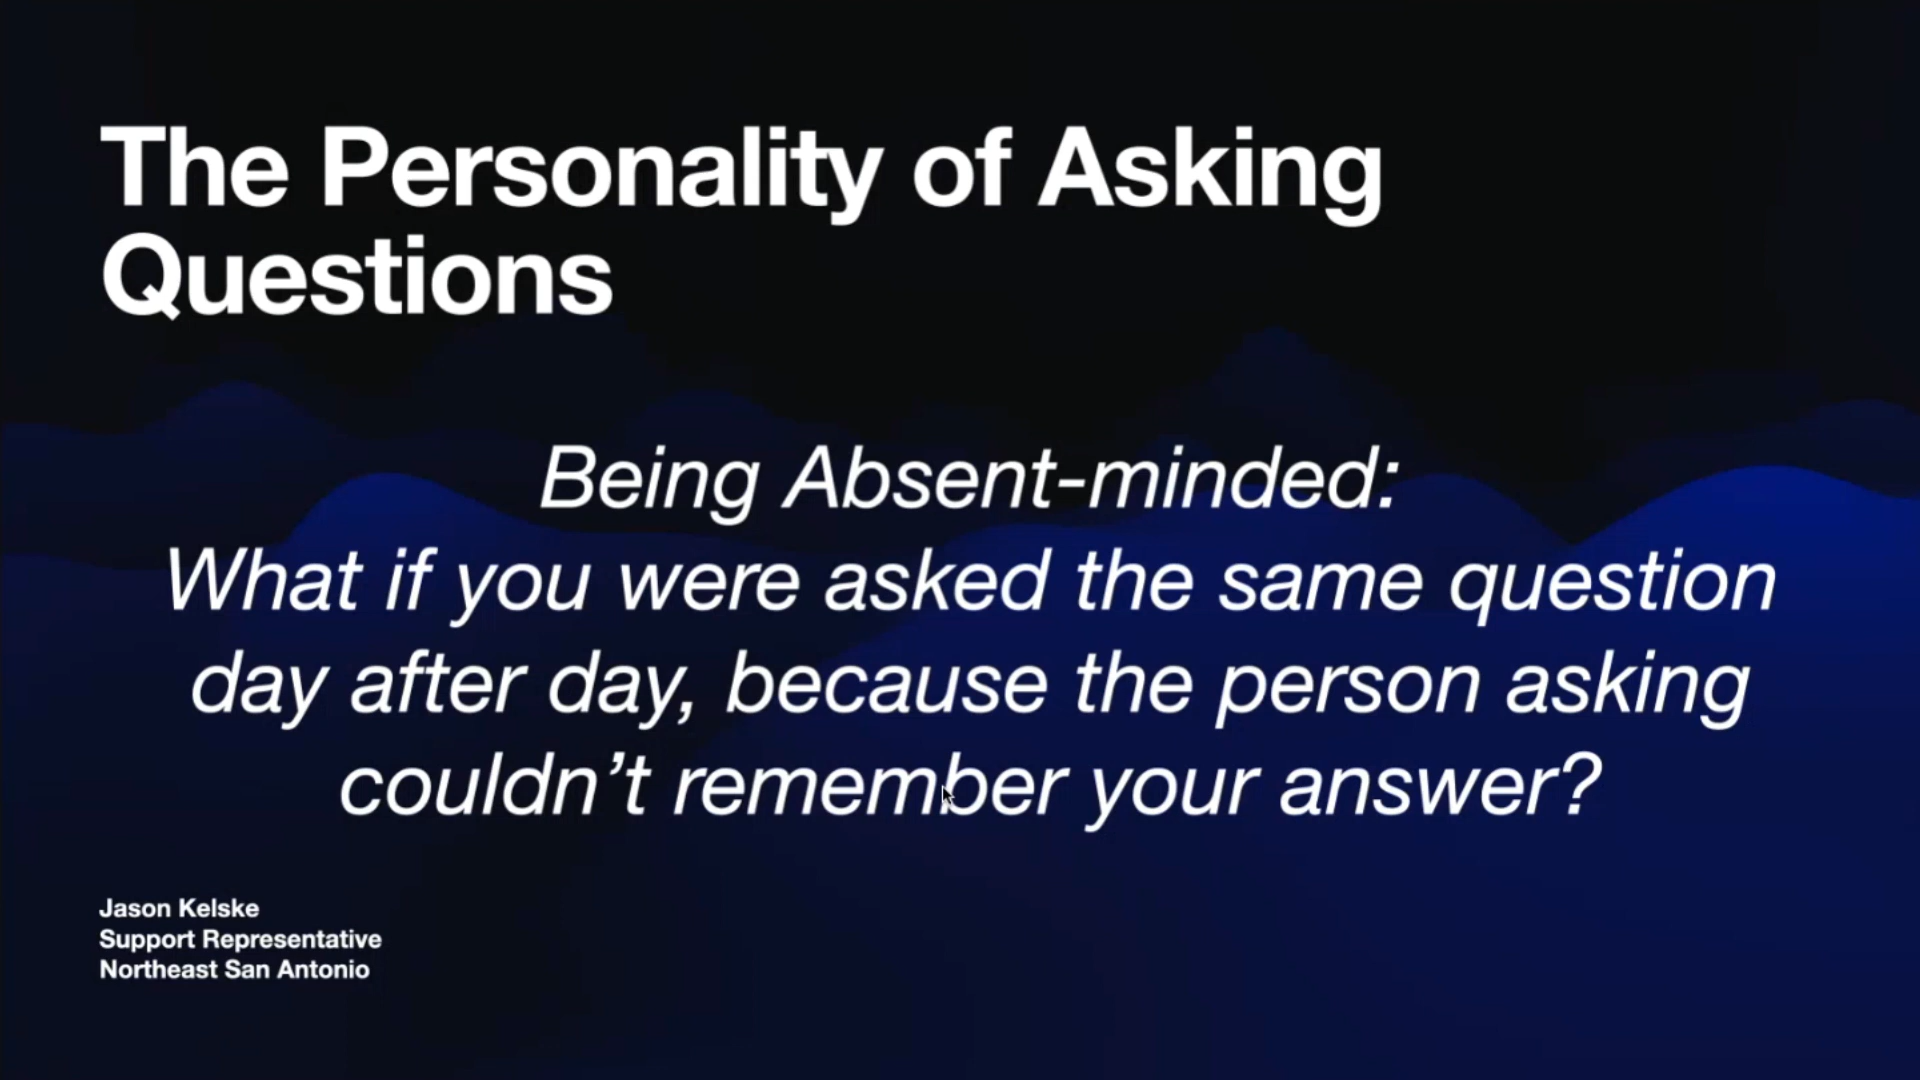 The Personality of Asking
Questions
Being Absent-minded:
What if you were asked the same question
day after day, because the person asking
couldn’t remember your answer?
Jason Kelske
Support Representative
Northeast San Antonio